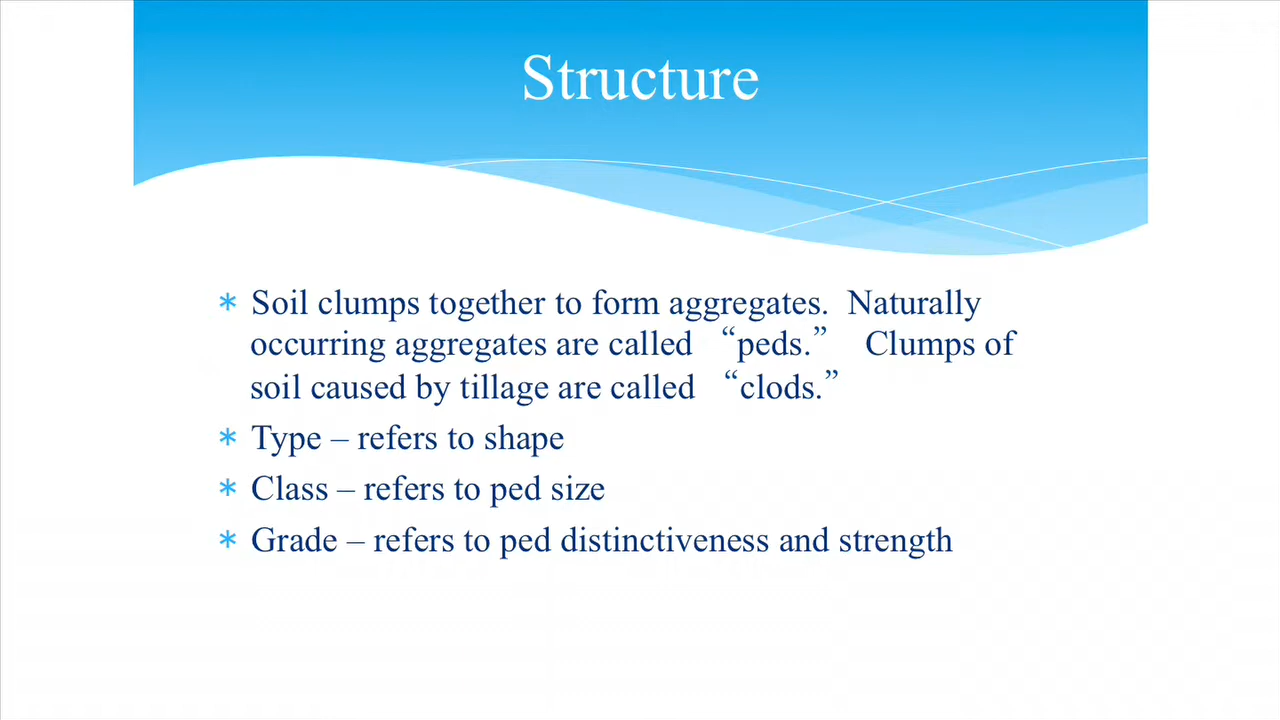 Structure
* Soil clumps together to form aggregates.  Naturally
occurring aggregates are called “peds.”  Clumps of
soil caused by tillage are called “clods.”
* Type – refers to shape
* Class – refers to ped size
* Grade – refers to ped distinctiveness and strength